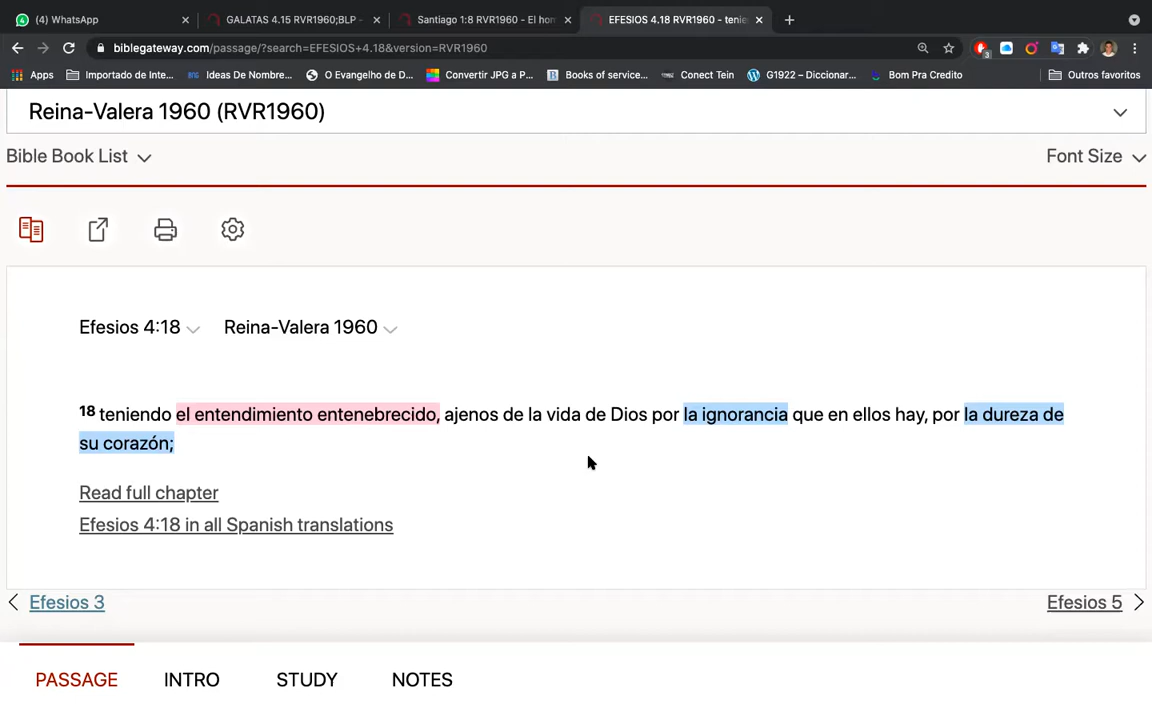 (4) WhatsApp
GALATAS 4.15 RVR1960;BLP -
Santiago 1:8 RVR1960 - El hom
EFESIOS 4.18 RVR1960 - tenie
biblegateway.com/passage/?search=EFESIOS+4.18&version=RVR1960
3
Apps Importado de Inte... Ideas De Nombre... O Evangelho de D... Convertir JPG a P... Books of service... Conect Tein G1922 – Diccionar... Bom Pra Credito Outros favoritos
Reina-Valera 1960 (RVR1960)
Bible Book List Font Size
Efesios 4:18 Reina-Valera 1960
18 teniendo el entendimiento entenebrecido, ajenos de la vida de Dios por la ignorancia que en ellos hay, por la dureza de
su corazón;
Read full chapter
Efesios 4:18 in all Spanish translations
Efesios 3 Efesios 5
PASSAGE INTRO STUDY NOTES